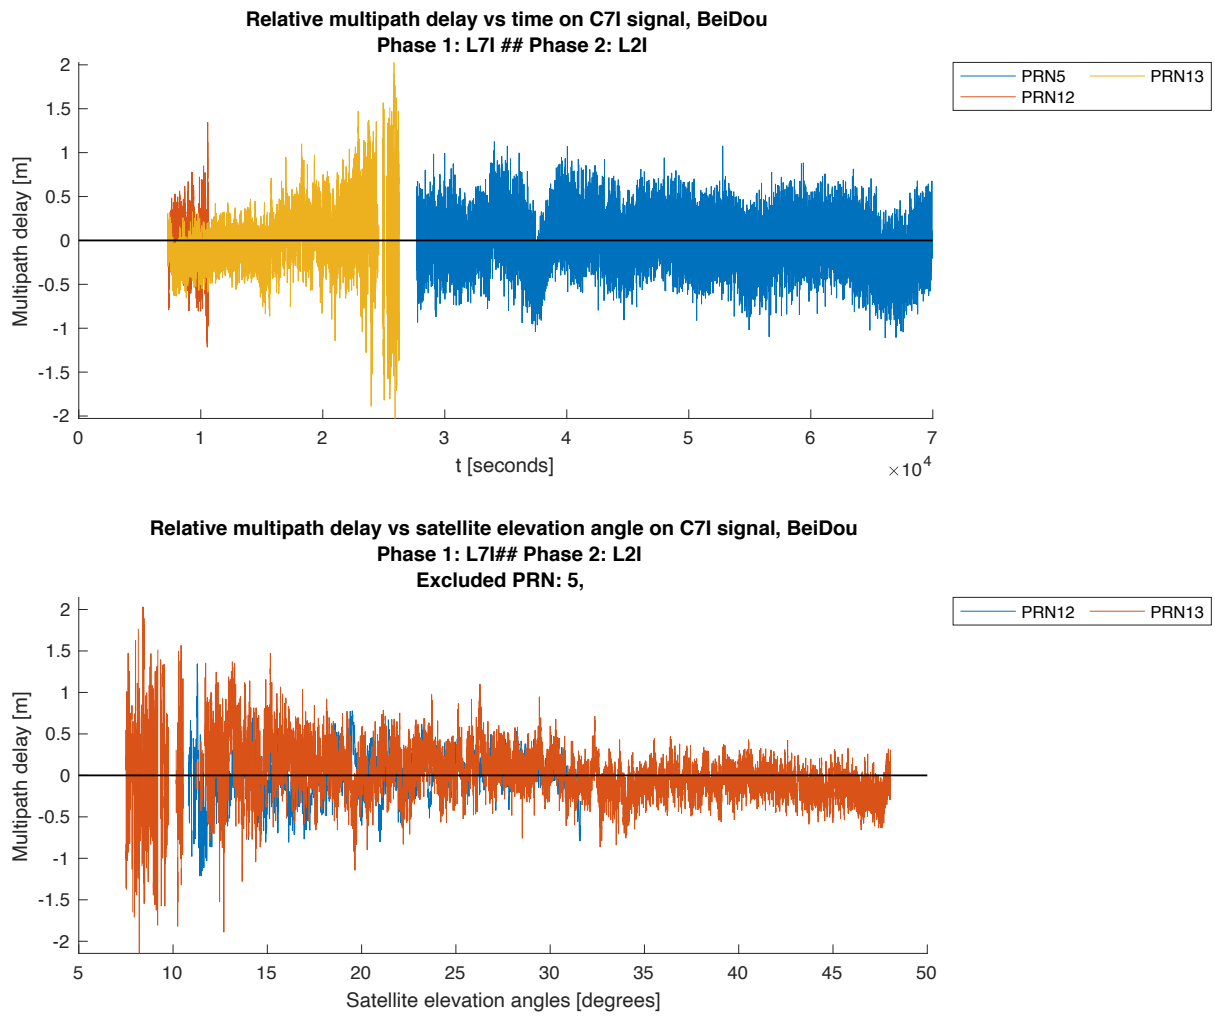 Relative multipath delay vs time on C7I signal, BeiDou
Phase 1: L7I ## Phase 2: L2I
PRN5 PRN13
PRN12
Multipath delay [m]
2
1.5
1
0.5
0
-0.5
-1
-1.5
-2
0 1 2 3 4 5 6 7
t [seconds]
×10^4
Relative multipath delay vs satellite elevation angle on C7I signal, BeiDou
Phase 1: L7I## Phase 2: L2I
Excluded PRN: 5,
PRN12 PRN13
Multipath delay [m]
2
1.5
1
0.5
0
-0.5
-1
-1.5
-2
5 10 15 20 25 30 35 40 45 50
Satellite elevation angles [degrees]